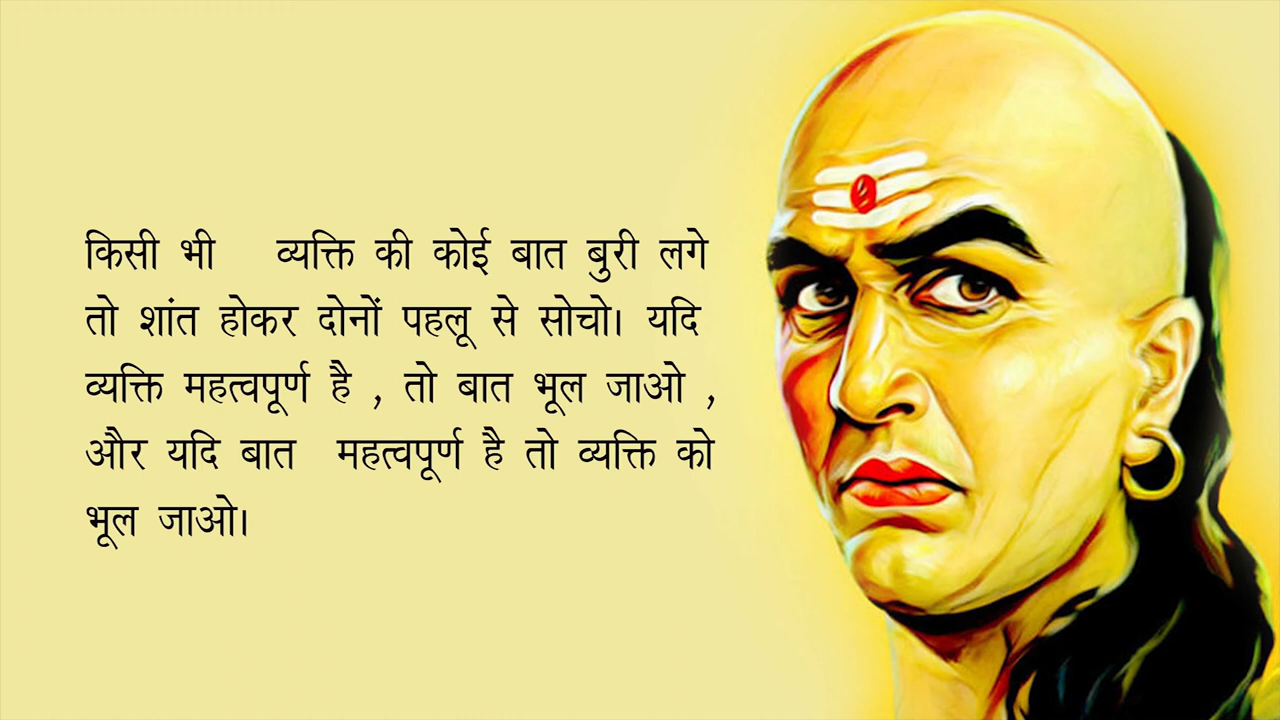 किसी भी व्यक्ति की कोई बात बुरी लगे
तो शांत होकर दोनों पहलू से सोचो। यदि
व्यक्ति महत्वपूर्ण है , तो बात भूल जाओ ,
और यदि बात महत्वपूर्ण है तो व्यक्ति को
भूल जाओ।